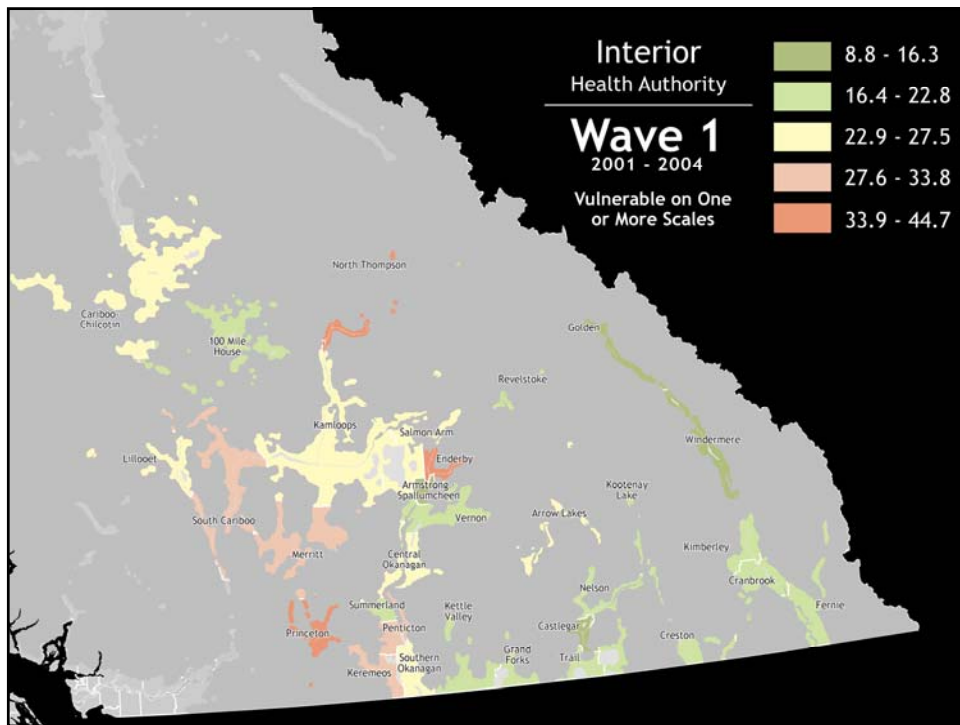 Interior
Health Authority
Wave 1
2001 - 2004
Vulnerable on One
or More Scales
8.8 - 16.3
16.4 - 22.8
22.9 - 27.5
27.6 - 33.8
33.9 - 44.7
North Thompson
Cariboo
Chilcotin
100 Mile
House
Golden
Revelstoke
Kamloops
Salmon Arm
Windermere
Lillooet
Enderby
Armstrong
Spallumcheen
Kootenay
Lake
South Cariboo
Vernon
Arrow Lakes
Merritt
Central
Okanagan
Kimberley
Cranbrook
Nelson
Summerland
Kettle
Valley
Fernie
Princeton
Penticton
Castlegar
Creston
Grand
Forks
Trail
Southern
Okanagan
Keremeos